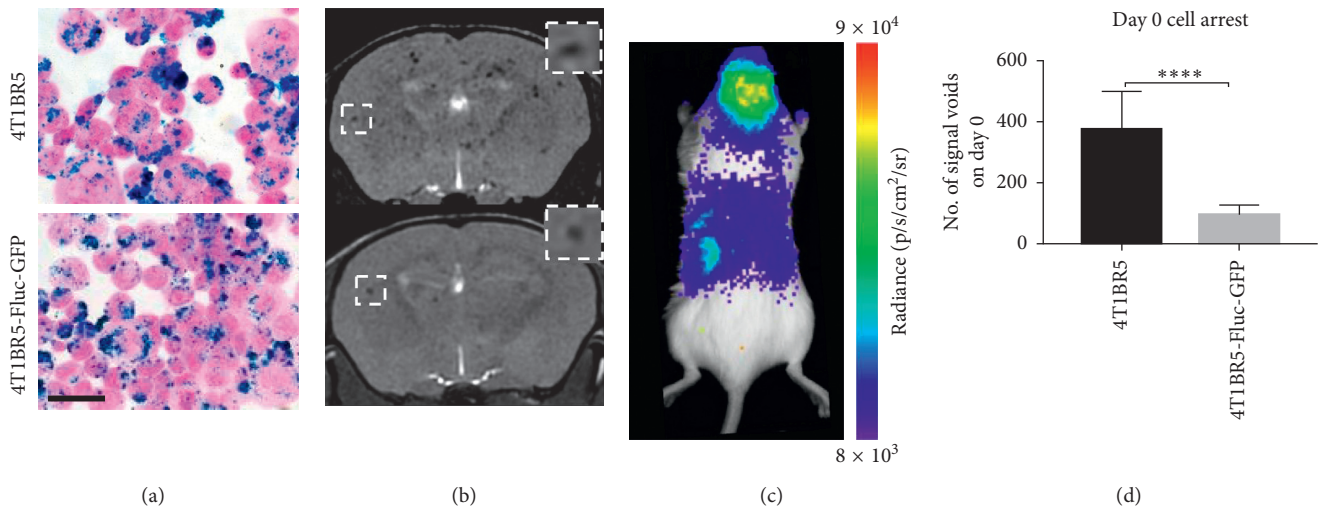 4T1BR5
4T1BR5-Fluc-GFP
(a)
(b)
9 × 10⁴
Radiance (p/s/cm²/sr)
8 × 10³
(c)
Day 0 cell arrest
No. of signal voids
on day 0
600
400
200
0
****
4T1BR5
4T1BR5-Fluc-GFP
(d)